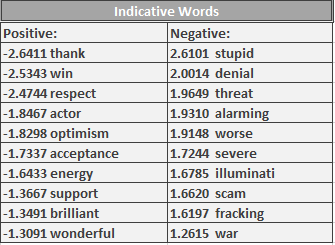 Indicative Words
Positive: Negative:
-2.6411 thank 2.6101 stupid
-2.5343 win 2.0014 denial
-2.4744 respect 1.9649 threat
-1.8467 actor 1.9310 alarming
-1.8298 optimism 1.9148 worse
-1.7337 acceptance 1.7244 severe
-1.6433 energy 1.6785 illuminati
-1.3667 support 1.6620 scam
-1.3491 brilliant 1.6197 fracking
-1.3091 wonderful 1.2615 war